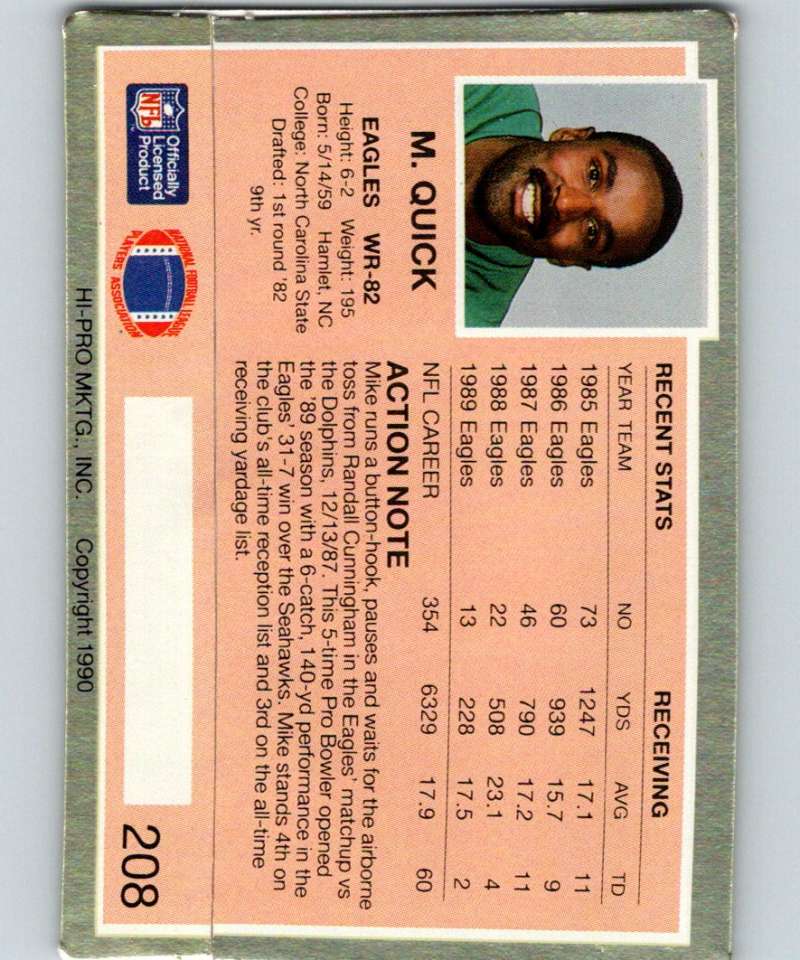 M. QUICK
EAGLES WR-82
Height: 6-2 Weight: 195
Born: 5/14/59 Hamlet, NC
College: North Carolina State
Drafted: 1st round '82
9th yr.
NFL
Officially
Licensed
Product
NATIONAL FOOTBALL LEAGUE
PLAYERS ASSOCIATION
RECENT STATS RECEIVING
YEAR TEAM NO YDS AVG TD
1985 Eagles 73 1247 17.1 11
1986 Eagles 60 939 15.7 9
1987 Eagles 46 790 17.2 11
1988 Eagles 22 508 23.1 4
1989 Eagles 13 228 17.5 2
NFL CAREER 354 6329 17.9 60
ACTION NOTE
Mike runs a button-hook, pauses and waits for the airborne
toss from Randall Cunningham in the Eagles' matchup vs
the Dolphins, 12/13/87. This 5-time Pro Bowler opened
the '89 season with a 6-catch, 140-yd performance in the
Eagles' 31-7 win over the Seahawks. Mike stands 4th on
the club's all-time reception list and 3rd on the all-time
receiving yardage list.
208
HI-PRO MKTG., INC. Copyright 1990